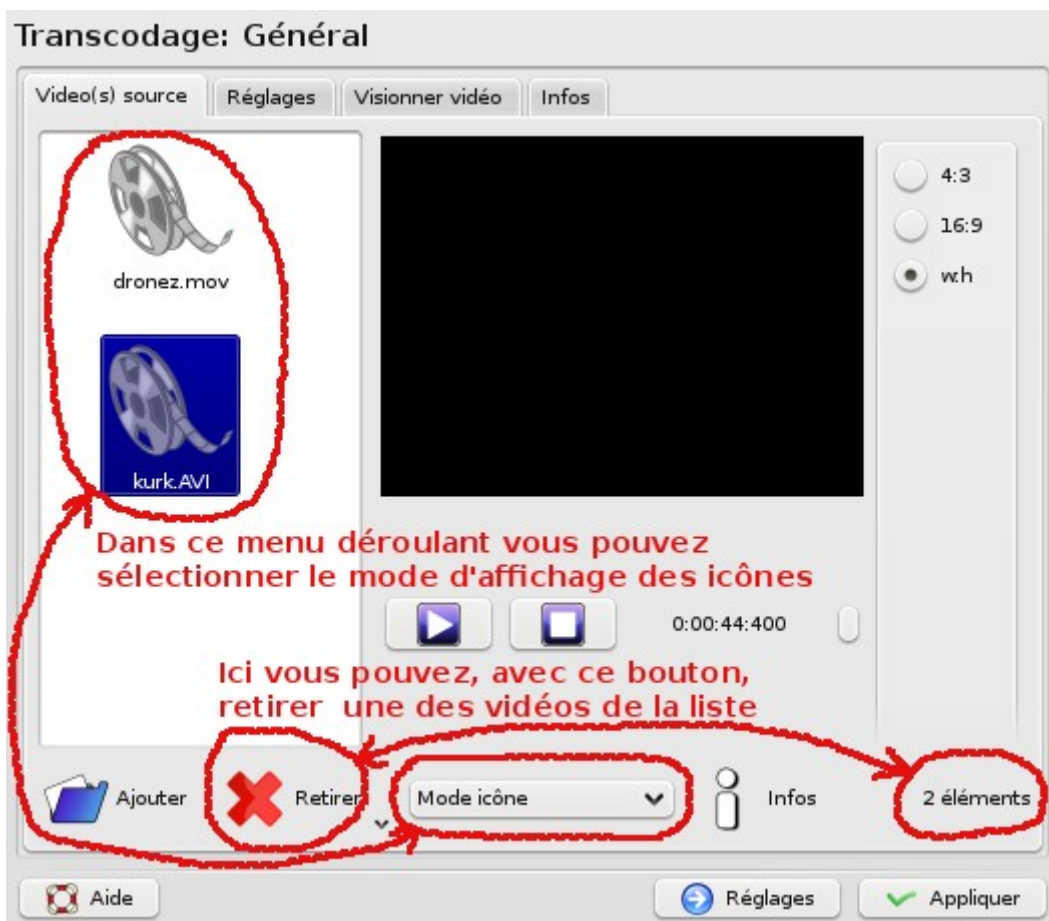 Transcodage: Général
Video(s) source
Réglages
Visionner vidéo
Infos
4:3
16:9
w:h
dronez.mov
kurk.AVI
Dans ce menu déroulant vous pouvez
sélectionner le mode d'affichage des icônes
0:00:44:400
Ici vous pouvez, avec ce bouton,
retirer une des vidéos de la liste
Ajouter
Retirer
Mode icône
Infos
2 éléments
Aide
Réglages
Appliquer